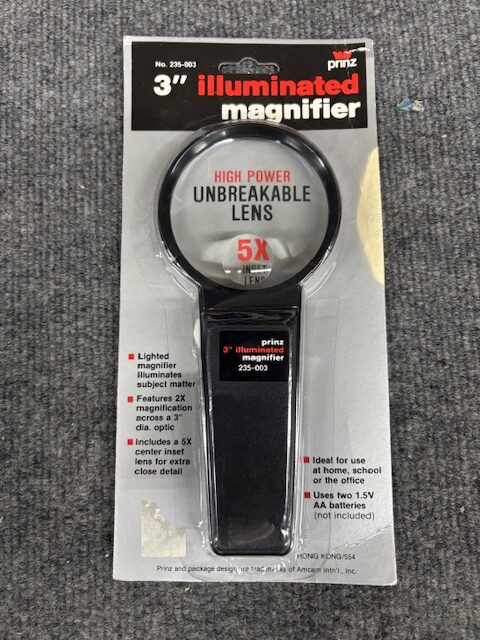 No. 235-003
prinz
3" illuminated
magnifier
HIGH POWER
UNBREAKABLE
LENS
5X
INSET
LENS
prinz
3" illuminated
magnifier
235-003
Lighted
magnifier
illuminates
subject matter
Features 2X
magnification
across a 3"
dia. optic
Includes a 5X
center inset
lens for extra
close detail
Ideal for use
at home, school
or the office
Uses two 1.5V
AA batteries
(not included)
HONG KONG/554
Prinz and package design are trademarks of Amcam Intn'l., Inc.